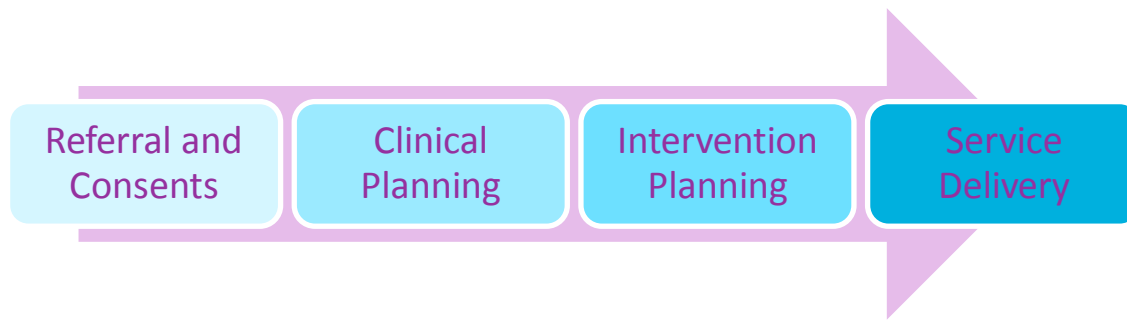 Referral and
Consents
Clinical
Planning
Intervention
Planning
Service
Delivery